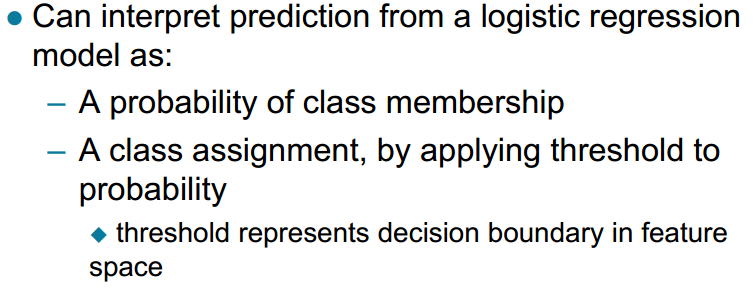 ● Can interpret prediction from a logistic regression
model as:
– A probability of class membership
– A class assignment, by applying threshold to
probability
◆ threshold represents decision boundary in feature
space